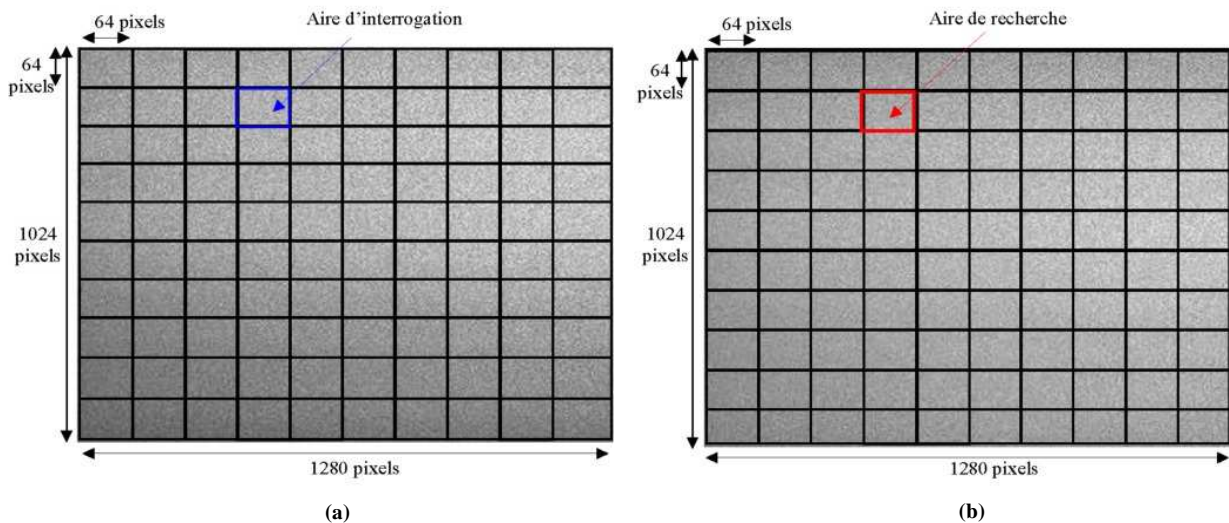 64 pixels
Aire d’interrogation
64
pixels
1024
pixels
1280 pixels
(a)
64 pixels
Aire de recherche
64
pixels
1024
pixels
1280 pixels
(b)